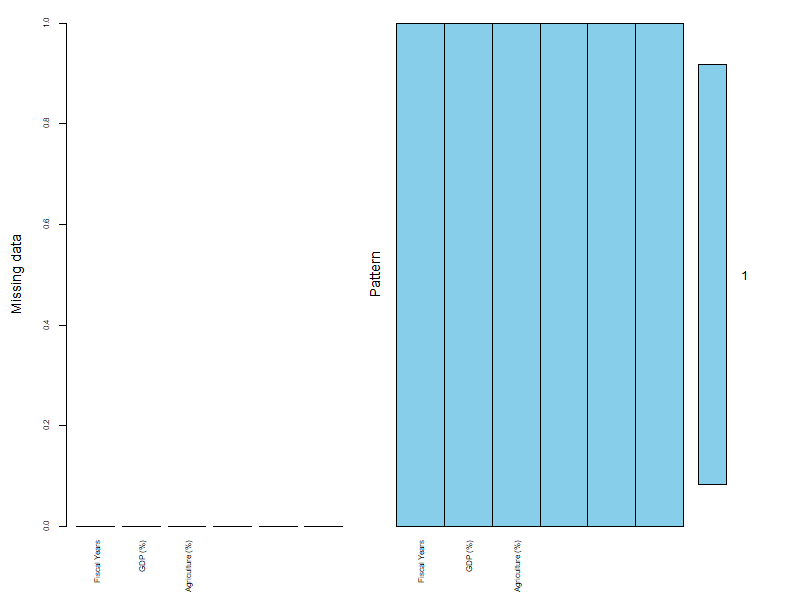 Missing data
1.0
0.8
0.6
0.4
0.2
0.0
Fiscal Years
GDP (%)
Agriculture (%)
Pattern
Fiscal Years
GDP (%)
Agriculture (%)
1